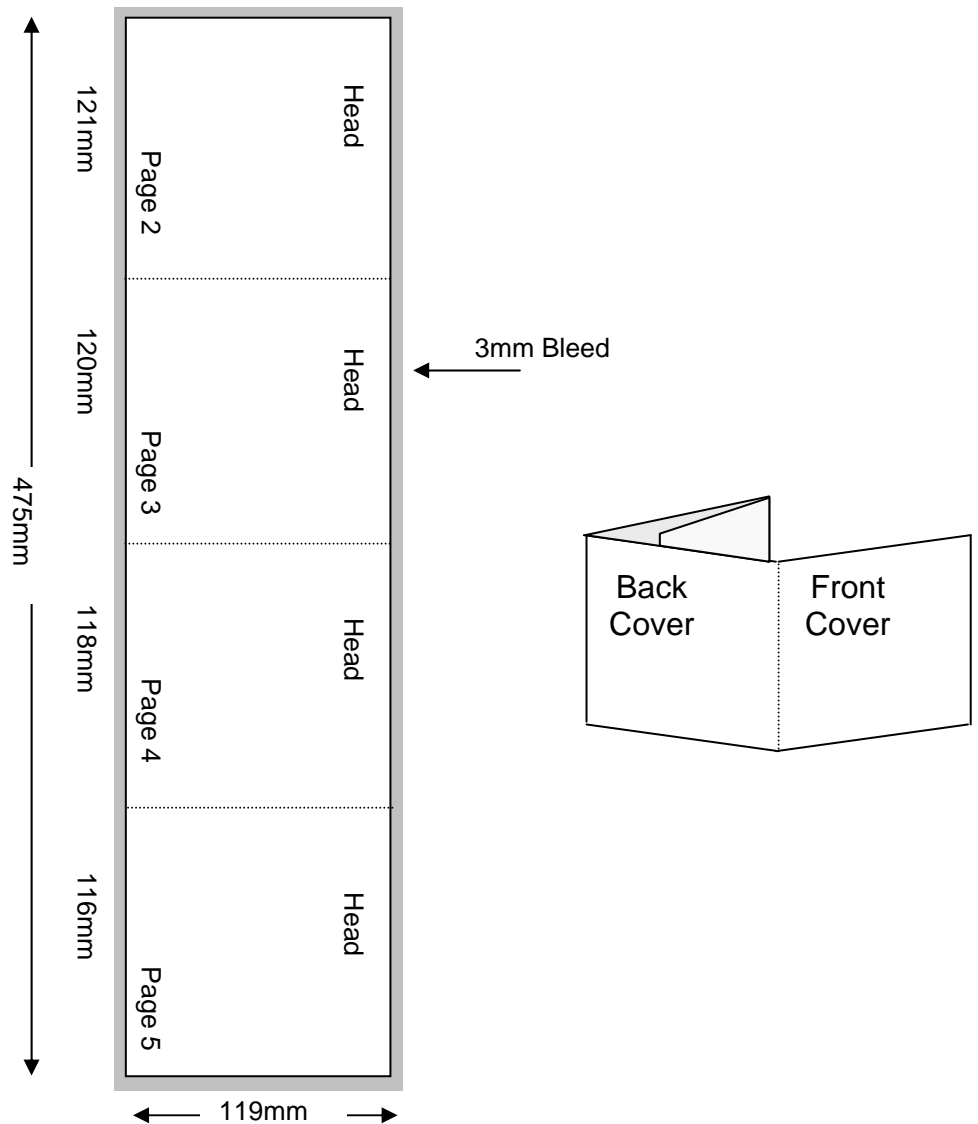 475mm
121mm
120mm
118mm
116mm
Head
Page 2
Head
Page 3
Head
Page 4
Head
Page 5
3mm Bleed
119mm
Back
Cover
Front
Cover